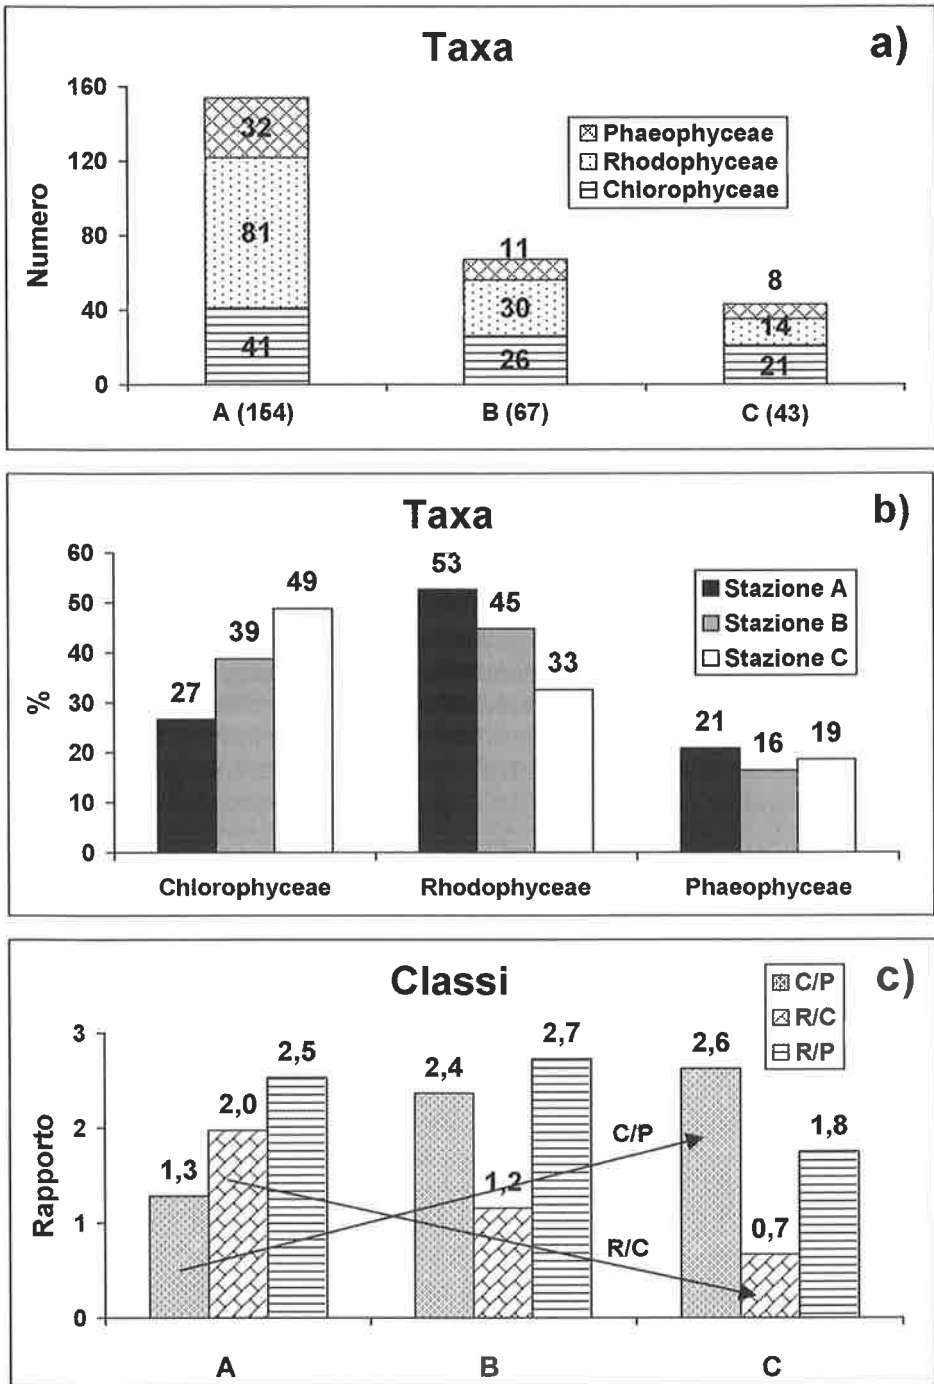 Taxa
a)
Numero
160
120
80
40
0
32
81
41
11
30
26
8
14
21
Phaeophyceae
Rhodophyceae
Chlorophyceae
A (154)
B (67)
C (43)
Taxa
b)
%
60
50
40
30
20
10
0
27
39
49
53
45
33
21
16
19
Stazione A
Stazione B
Stazione C
Chlorophyceae
Rhodophyceae
Phaeophyceae
Classi
c)
C/P
R/C
R/P
Rapporto
3
2
1
0
1,3
2,0
2,5
2,4
1,2
2,7
2,6
0,7
1,8
C/P
R/C
A
B
C